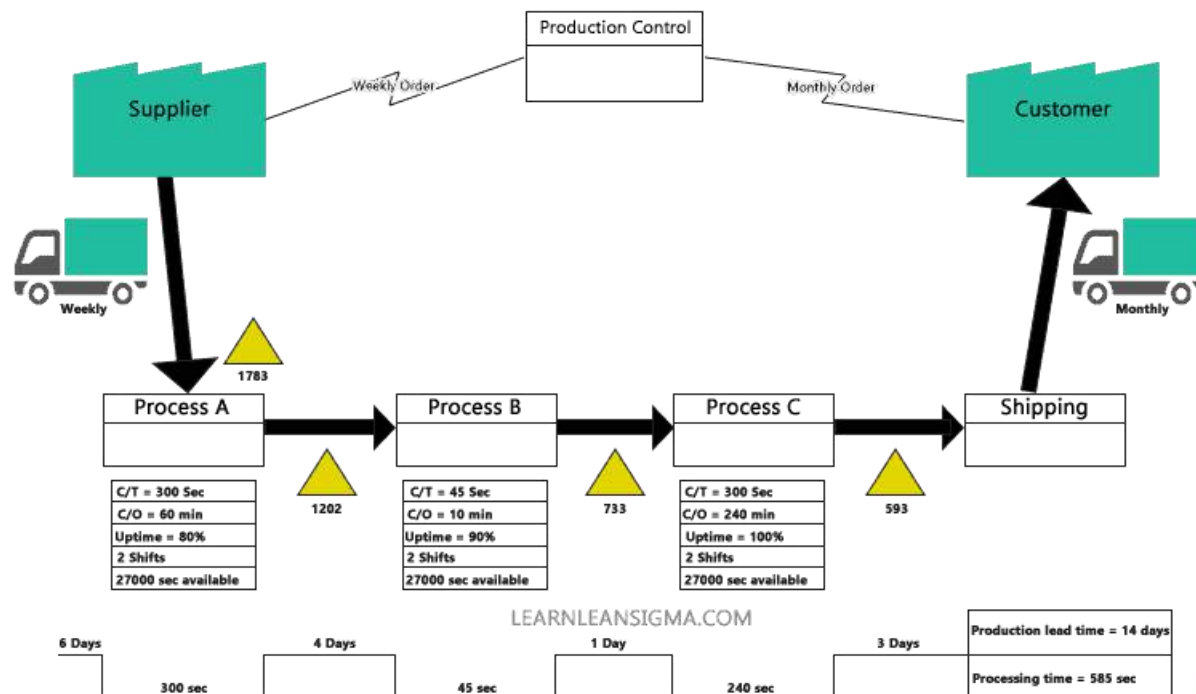 Production Control
Weekly Order
Monthly Order
Supplier
Customer
Weekly
Monthly
1783
Process A
Process B
Process C
Shipping
1202
733
593
C/T = 300 Sec
C/O = 60 min
Uptime = 80%
2 Shifts
27000 sec available
C/T = 45 Sec
C/O = 10 min
Uptime = 90%
2 Shifts
27000 sec available
C/T = 300 Sec
C/O = 240 min
Uptime = 100%
2 Shifts
27000 sec available
LEARNLEANSIGMA.COM
6 Days
4 Days
1 Day
3 Days
Production lead time = 14 days
300 sec
45 sec
240 sec
Processing time = 585 sec